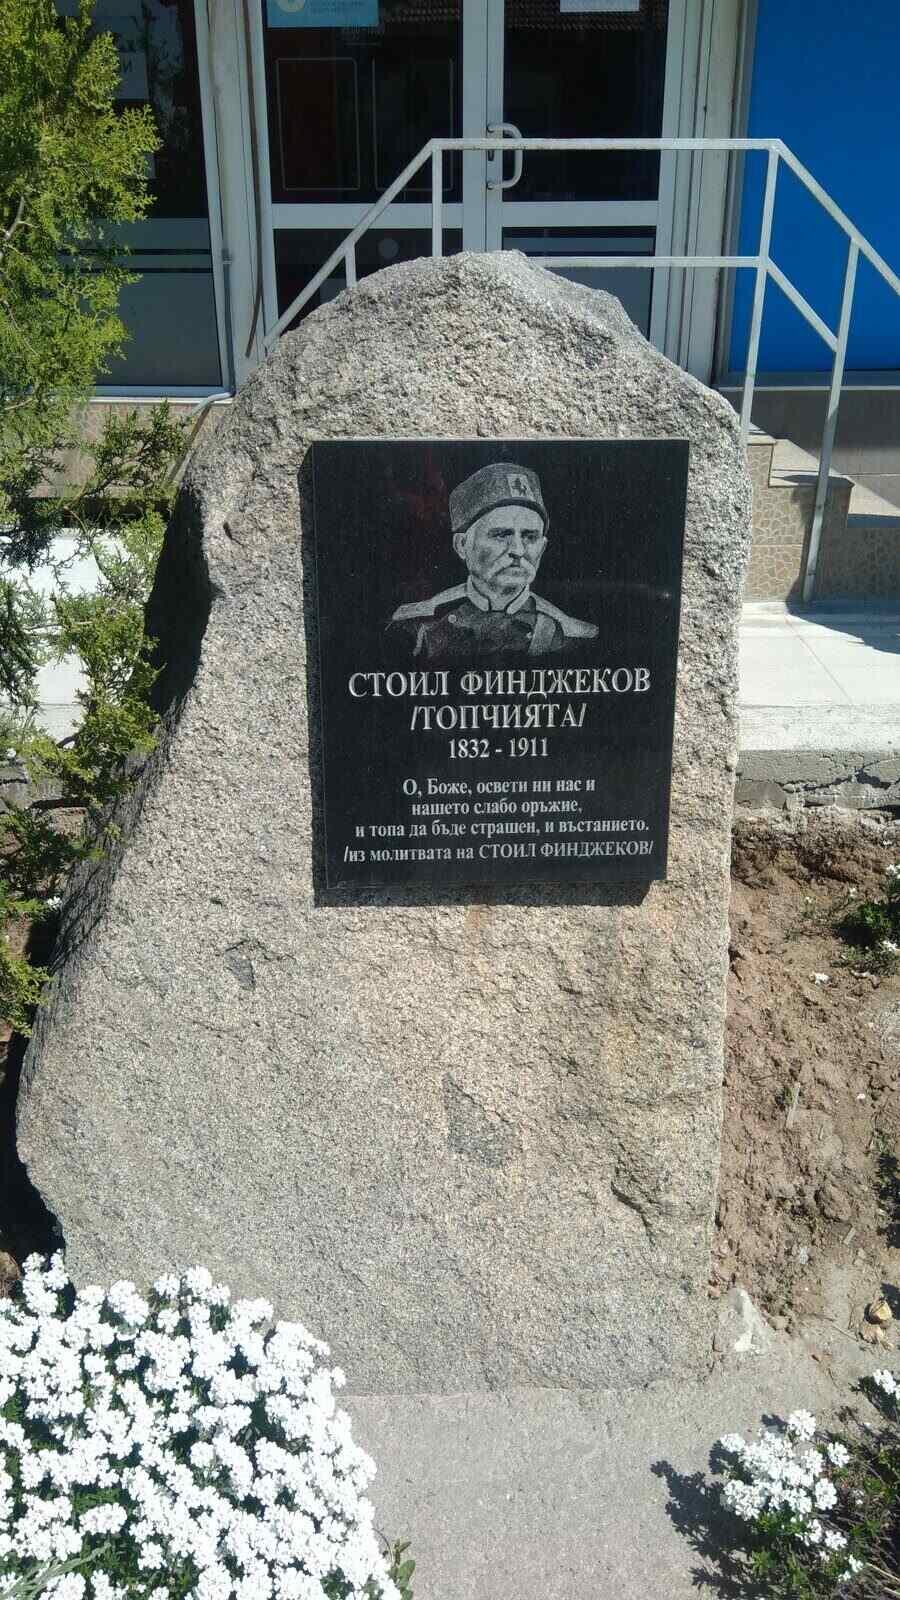 СТОИЛ ФИНДЖЕКОВ
/ТОПЧИЯТА/
1832 - 1911
О, Боже, освети ни нас и
нашето слабо оръжие,
и топа да бъде страшен, и въстанието.
/из молитвата на СТОИЛ ФИНДЖЕКОВ/